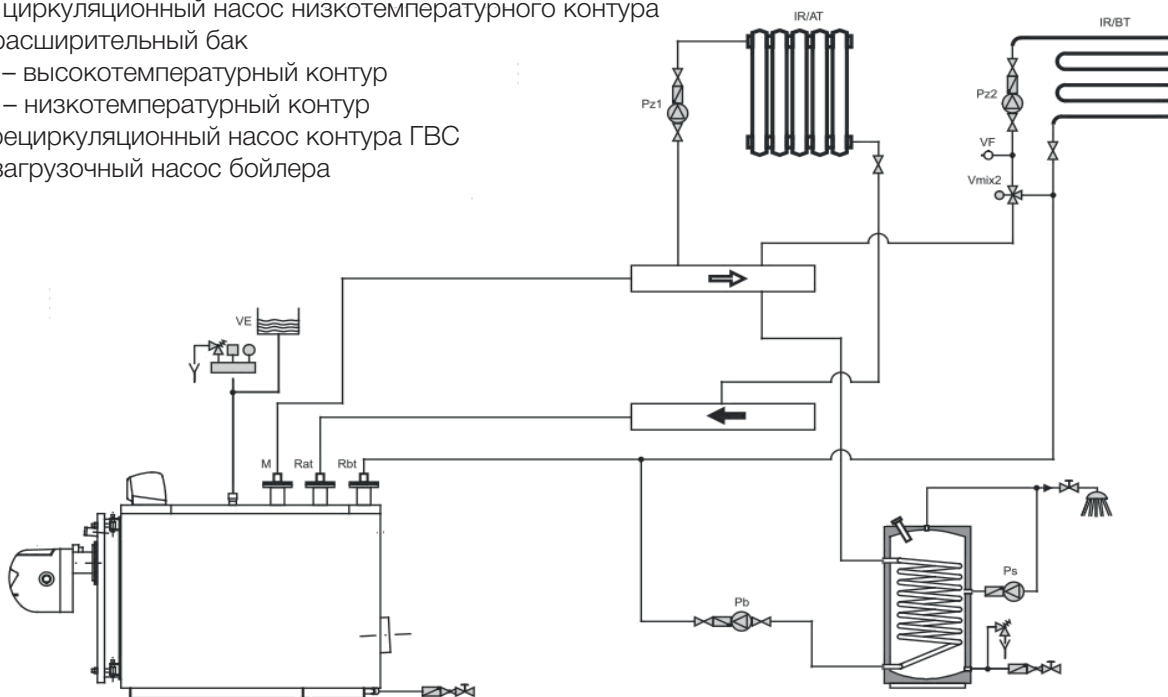 циркуляционный насос низкотемпературного контура
расширительный бак
– высокотемпературный контур
– низкотемпературный контур
рециркуляционный насос контура ГВС
загрузочный насос бойлера
IR/AT
IR/BT
Pz1
Pz2
VF
Vmix2
VE
M
Rat
Rbt
Ps
Pb